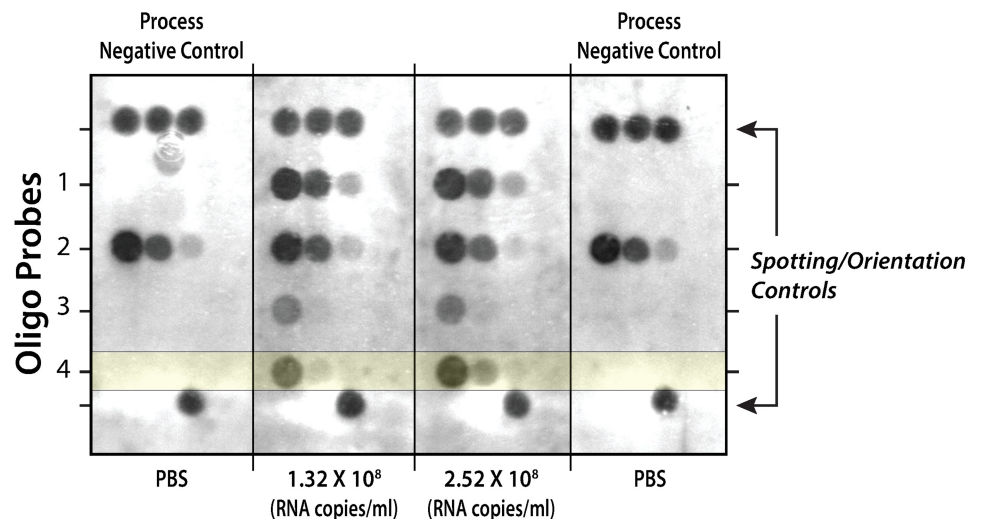 Process
Negative Control
Process
Negative Control
Oligo Probes
1
2
3
4
Spotting/Orientation
Controls
PBS
1.32 X 10⁸
(RNA copies/ml)
2.52 X 10⁸
(RNA copies/ml)
PBS